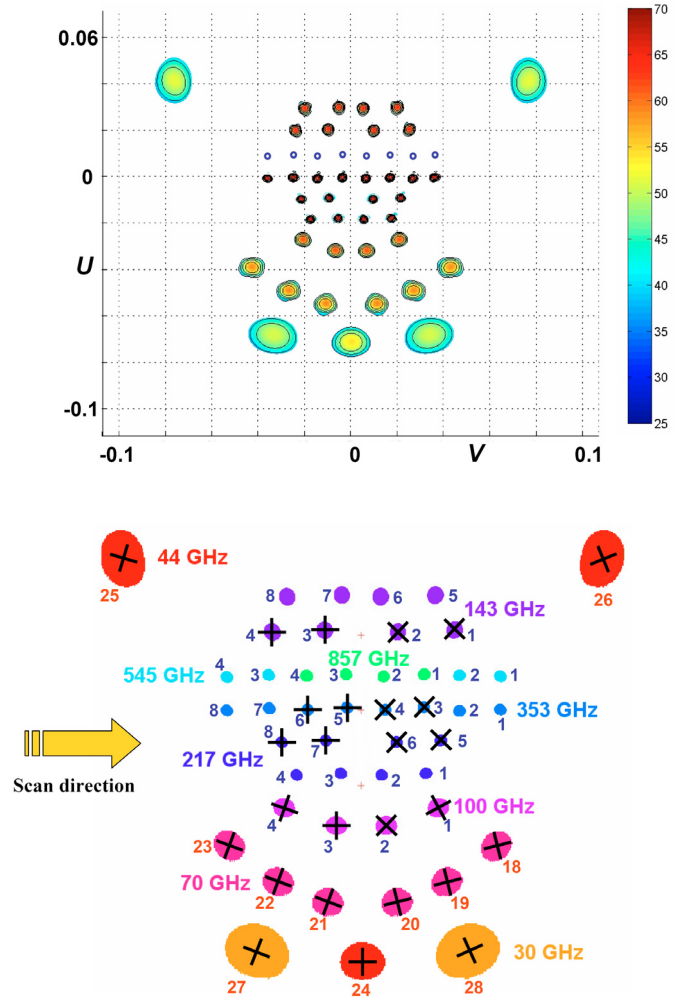 70
0.06
65
60
55
0
50
45
40
U
35
30
-0.1
25
-0.1 0 V 0.1
44 GHz
25
26
8 7 6 5
143 GHz
4 3 2 1
857 GHz
545 GHz 4 3 4 3 2 1 2 1
8 7 6 5 4 3 2 1 353 GHz
8 7 6 5
217 GHz
Scan direction
4 3 2 1
100 GHz
4 3 2 1
23 18
70 GHz
22 21 20 19
30 GHz
27 24 28